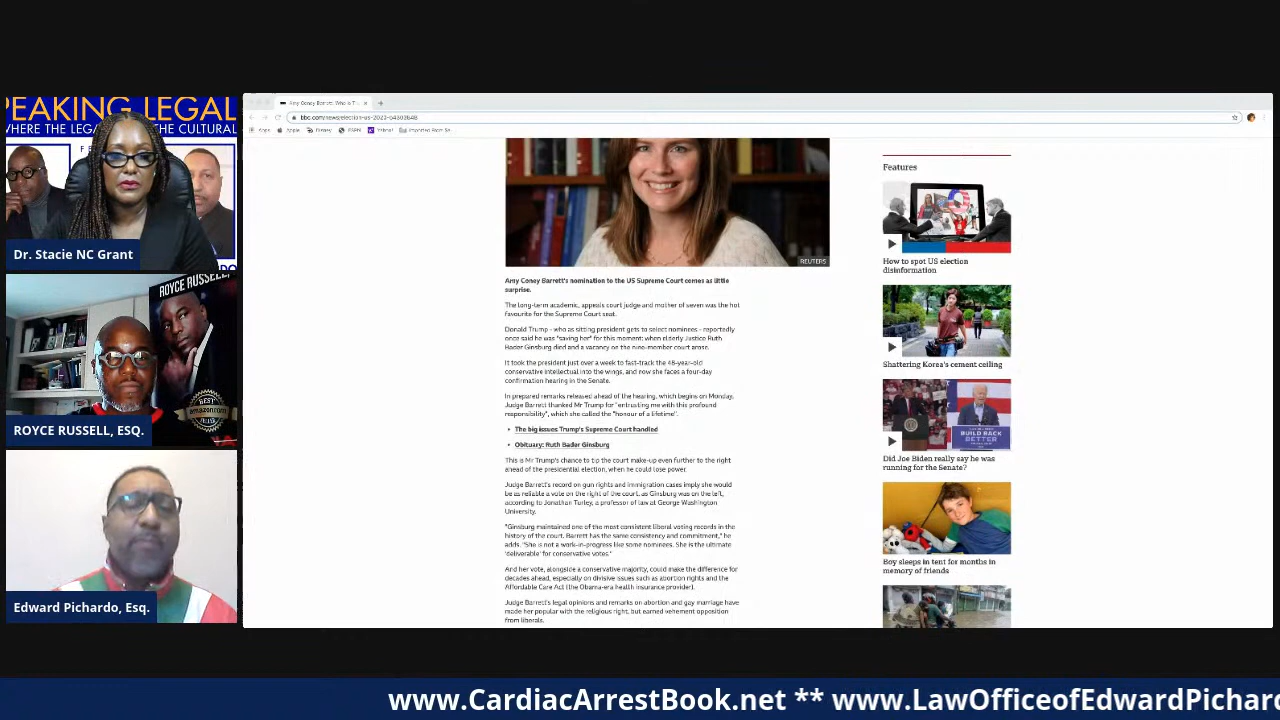 PEAKING LEGAL
WHERE THE LEGA THE CULTURAL
F
Dr. Stacie NC Grant
ROYCE RUSSELL
BEST
amazon.com
ROYCE RUSSELL, ESQ.
Edward Pichardo, Esq.
Amy Coney Barrett: Who is T
Apps
Apple
Disney
ESPN
Yahoo!
REUTERS
Amy Coney Barrett's nomination to the US Supreme Court comes as little
surprise.
The long-term academic, appeals court judge and mother of seven was the hot
favourite for the Supreme Court seat.
Donald Trump - who as sitting president gets to select nominees - reportedly
once said he was "saving her" for this moment: when elderly Justice Ruth
Bader Ginsburg died and a vacancy on the nine-member court arose.
It took the president just over a week to fast-track the 48-year-old
conservative intellectual into the wings, and now she faces a four-day
confirmation hearing in the Senate.
In prepared remarks released ahead of the hearing, which begins on Monday,
Judge Barrett thanked Mr Trump for "entrusting me with this profound
responsibility", which she called the "honour of a lifetime".
The big issues Trump's Supreme Court handled
Obituary: Ruth Bader Ginsburg
This is Mr Trump's chance to tip the court make-up even further to the right
ahead of the presidential election, when he could lose power.
Judge Barrett's record on gun rights and immigration cases imply she would
be as reliable a vote on the right of the court, as Ginsburg was on the left,
according to Jonathan Turley, a professor of law at George Washington
University.
"Ginsburg maintained one of the most consistent liberal voting records in the
history of the court. Barrett has the same consistency and commitment," he
adds. "She is not a work-in-progress like some nominees. She is the ultimate
'deliverable' for conservative votes."
And her vote, alongside a conservative majority, could make the difference for
decades ahead, especially on divisive issues such as abortion rights and the
Affordable Care Act (the Obama-era health insurance provider).
Judge Barrett's legal opinions and remarks on abortion and gay marriage have
made her popular with the religious right, but earned vehement opposition
from liberals.
Features
How to spot US election
disinformation
Shattering Korea's cement ceiling
BUILD BACK
BETTER
Did Joe Biden really say he was
running for the Senate?
Boy sleeps in tent for months in
memory of friends
www.CardiacArrestBook.net ** www.LawOfficeofEdwardPichard